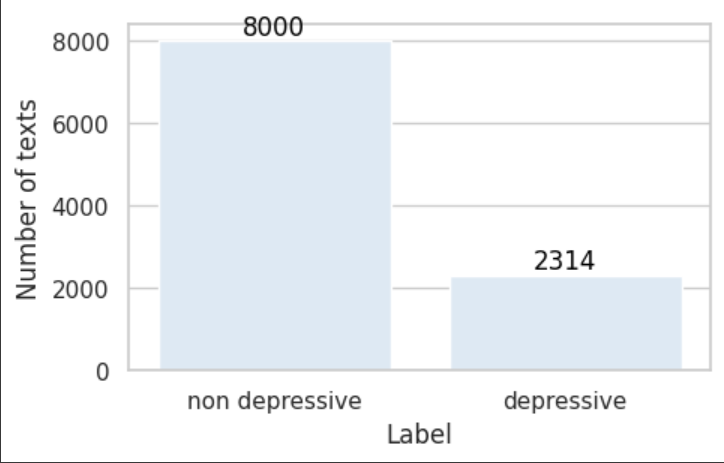 8000
8000
6000
4000
2314
2000
0
non depressive
depressive
Label
Number of texts